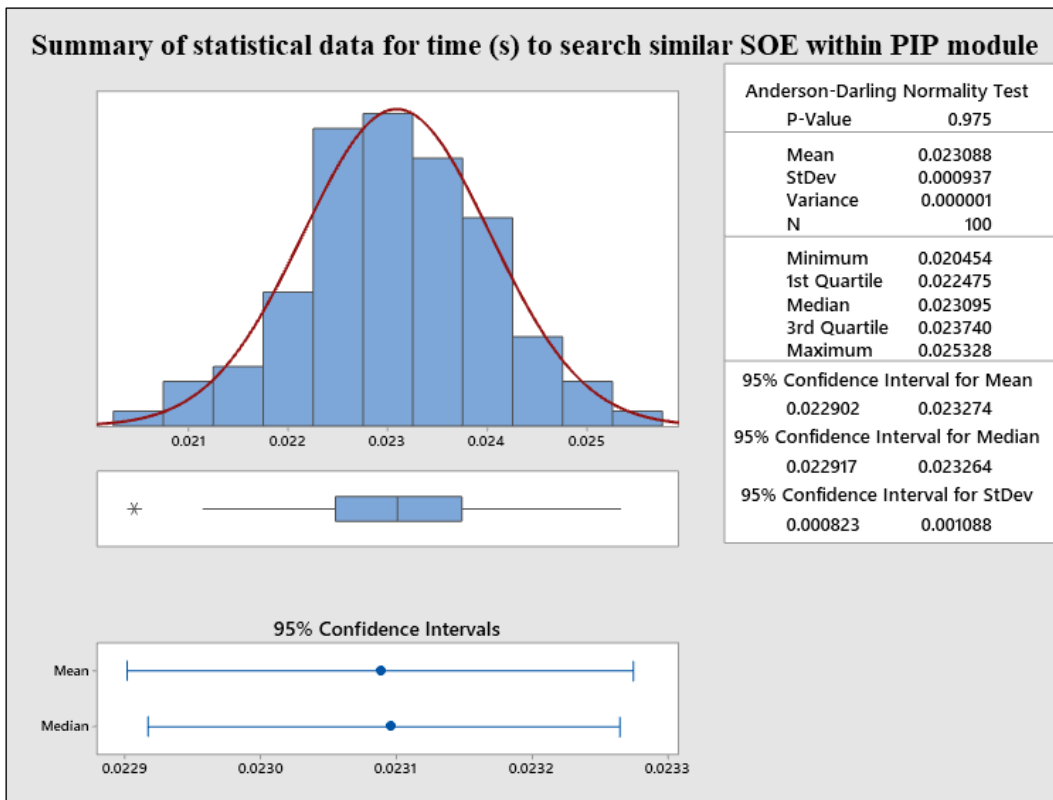 Summary of statistical data for time (s) to search similar SOE within PIP module
Anderson-Darling Normality Test
P-Value 0.975
Mean 0.023088
StDev 0.000937
Variance 0.000001
N 100
Minimum 0.020454
1st Quartile 0.022475
Median 0.023095
3rd Quartile 0.023740
Maximum 0.025328
95% Confidence Interval for Mean
0.022902 0.023274
95% Confidence Interval for Median
0.022917 0.023264
95% Confidence Interval for StDev
0.000823 0.001088
0.021 0.022 0.023 0.024 0.025
95% Confidence Intervals
Mean
Median
0.0229 0.0230 0.0231 0.0232 0.0233